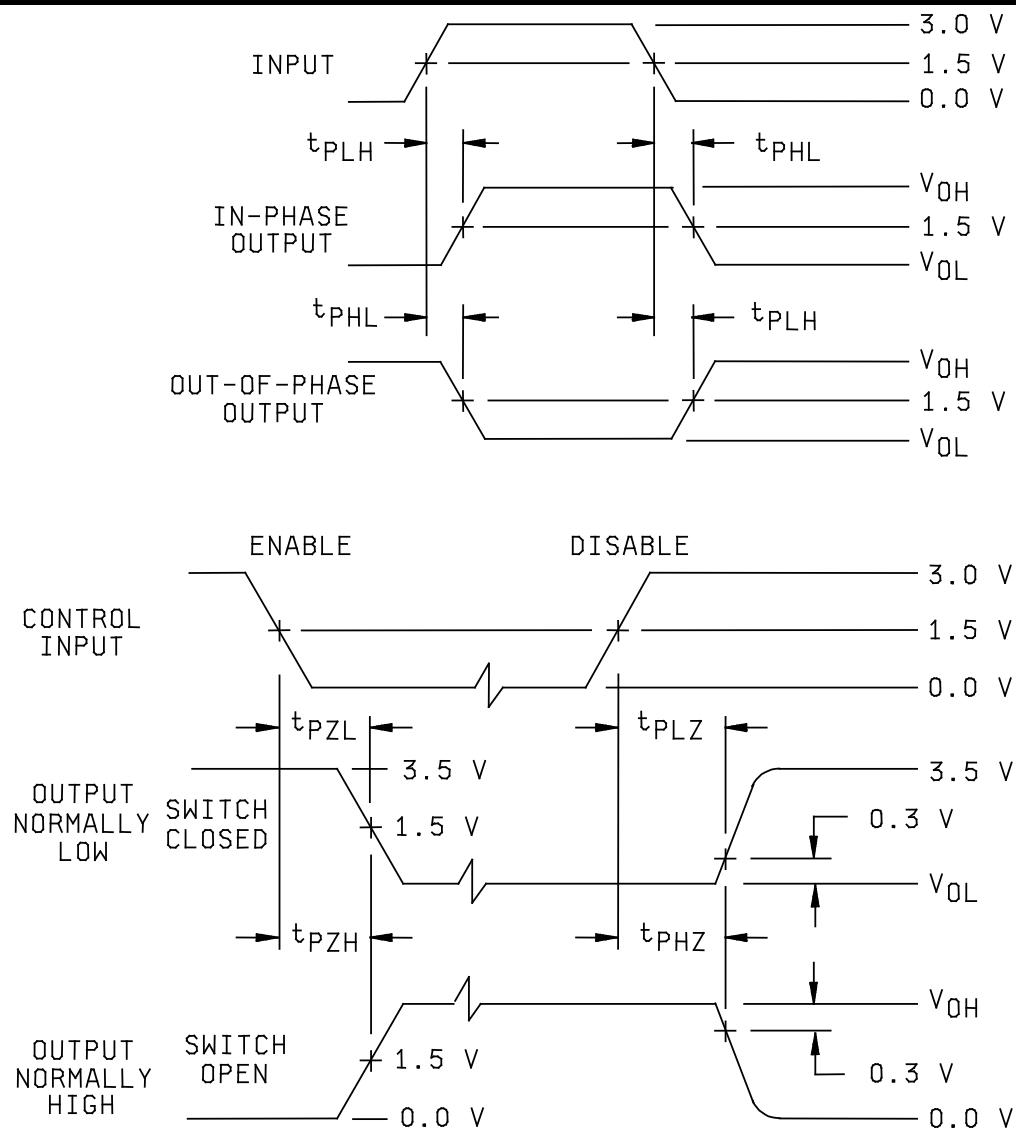 3.0 V
INPUT
1.5 V
0.0 V
tPLH
tPHL
VOH
IN-PHASE
OUTPUT
1.5 V
VOL
tPHL
tPLH
VOH
OUT-OF-PHASE
OUTPUT
1.5 V
VOL
ENABLE
DISABLE
3.0 V
CONTROL
INPUT
1.5 V
0.0 V
tPZL
tPLZ
3.5 V
3.5 V
OUTPUT
NORMALLY
LOW
SWITCH
CLOSED
1.5 V
0.3 V
VOL
tPZH
tPHZ
VOH
OUTPUT
NORMALLY
HIGH
SWITCH
OPEN
1.5 V
0.3 V
0.0 V
0.0 V